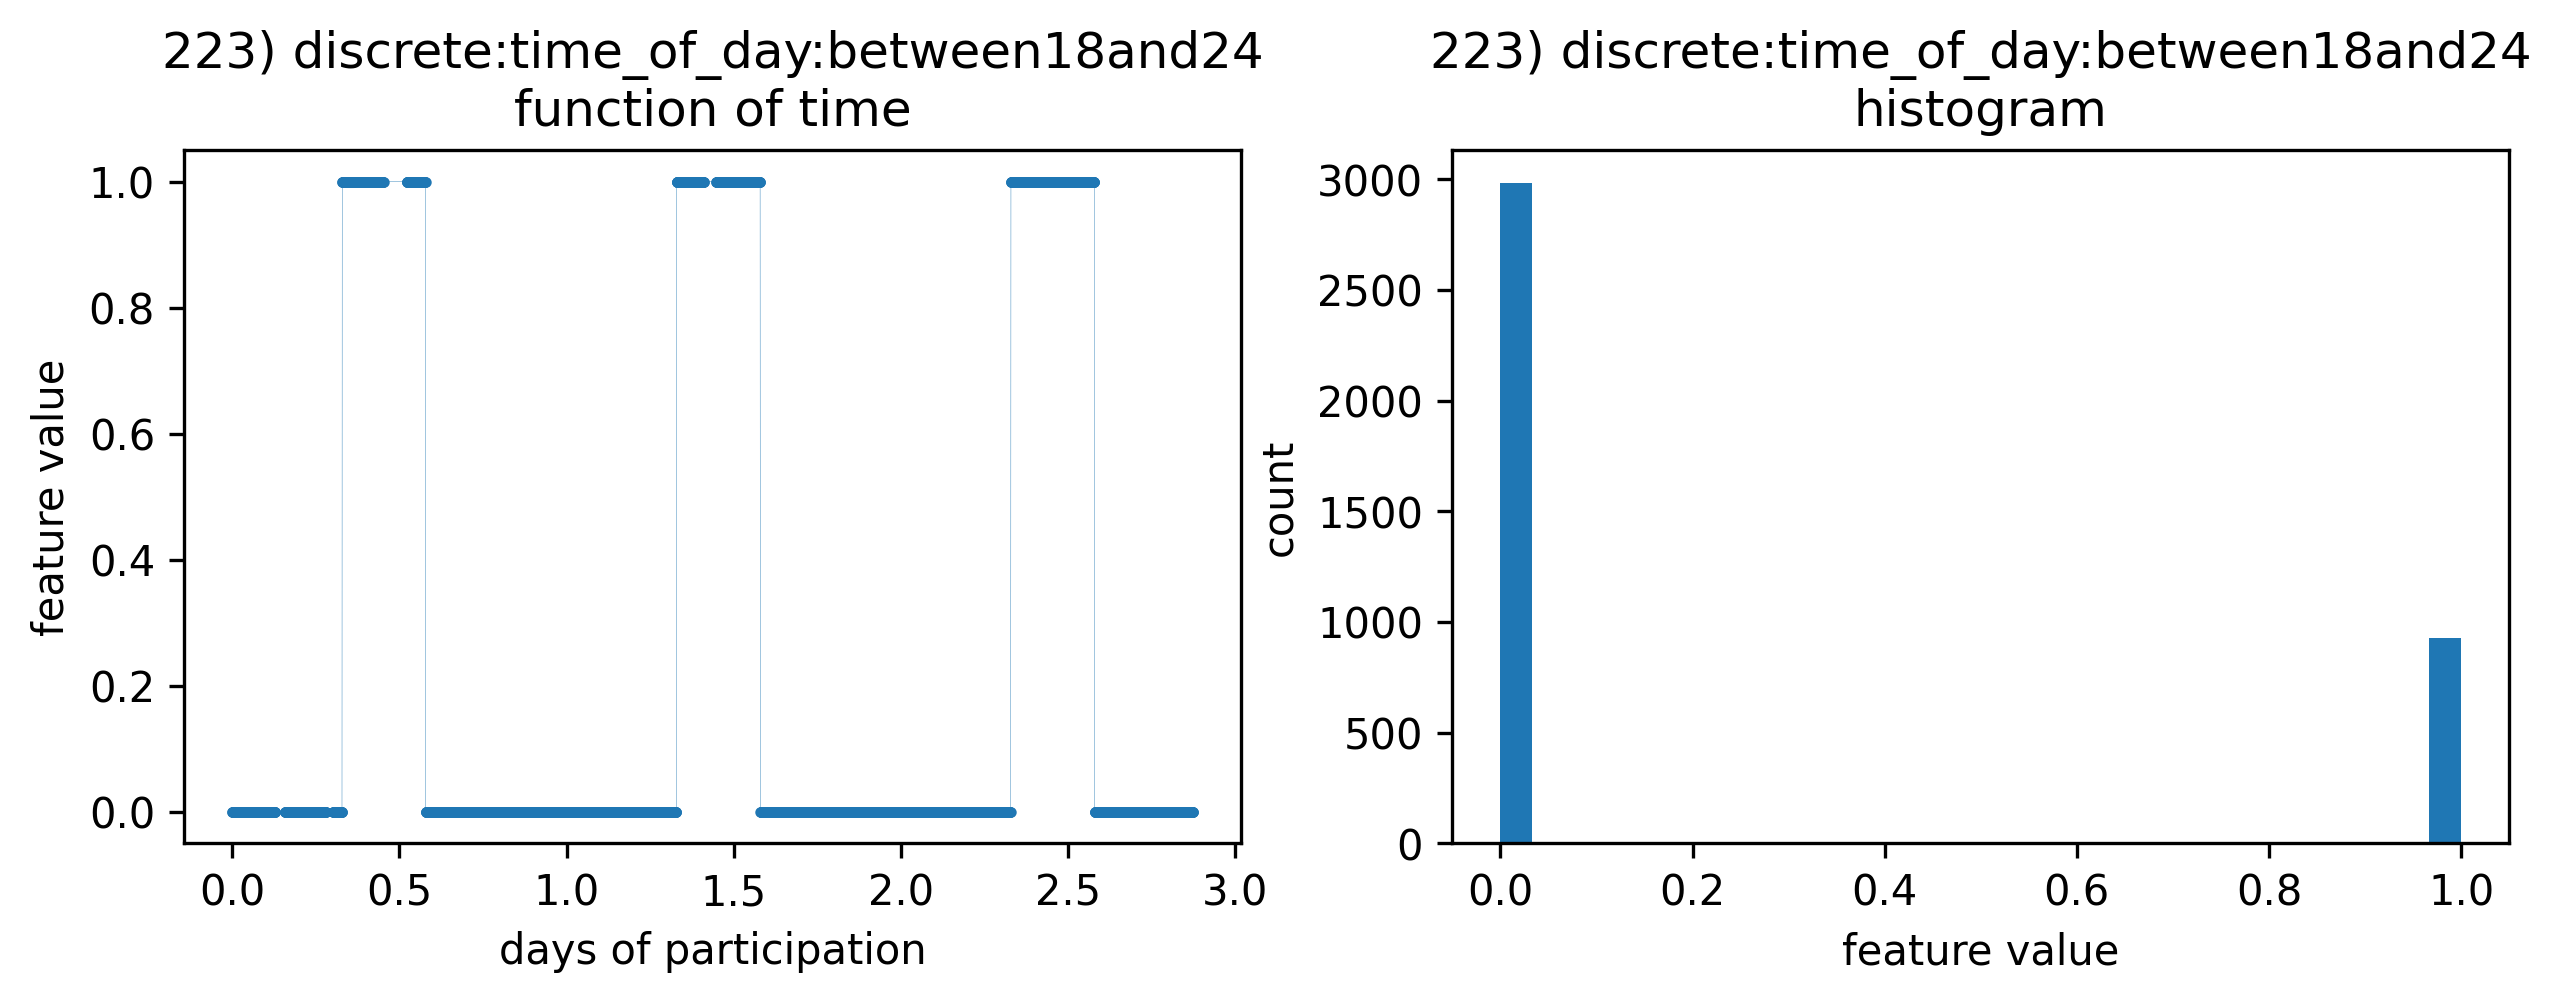 223) discrete:time_of_day:between18and24
function of time
1.0
0.8
0.6
0.4
0.2
0.0
feature value
0.0 0.5 1.0 1.5 2.0 2.5 3.0
days of participation
223) discrete:time_of_day:between18and24
histogram
3000
2500
2000
1500
1000
500
0
count
0.0 0.2 0.4 0.6 0.8 1.0
feature value